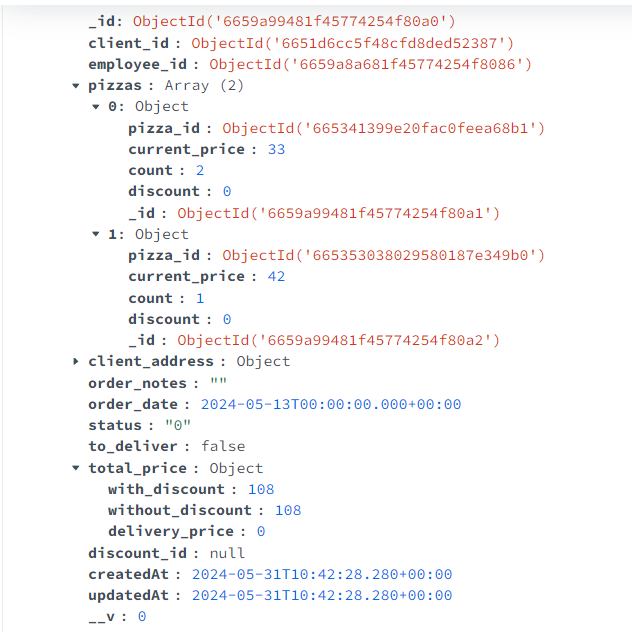 _id: ObjectId('6659a99481f45774254f80a0')
client_id : ObjectId('6651d6cc5f48cfd8ded52387')
employee_id : ObjectId('6659a8a681f45774254f8086')
pizzas : Array (2)
0: Object
pizza_id : ObjectId('665341399e20fac0feea68b1')
current_price : 33
count : 2
discount : 0
_id : ObjectId('6659a99481f45774254f80a1')
1: Object
pizza_id : ObjectId('665353038029580187e349b0')
current_price : 42
count : 1
discount : 0
_id : ObjectId('6659a99481f45774254f80a2')
client_address : Object
order_notes : ""
order_date : 2024-05-13T00:00:00.000+00:00
status : "0"
to_deliver : false
total_price : Object
with_discount : 108
without_discount : 108
delivery_price : 0
discount_id : null
createdAt : 2024-05-31T10:42:28.280+00:00
updatedAt : 2024-05-31T10:42:28.280+00:00
__v : 0